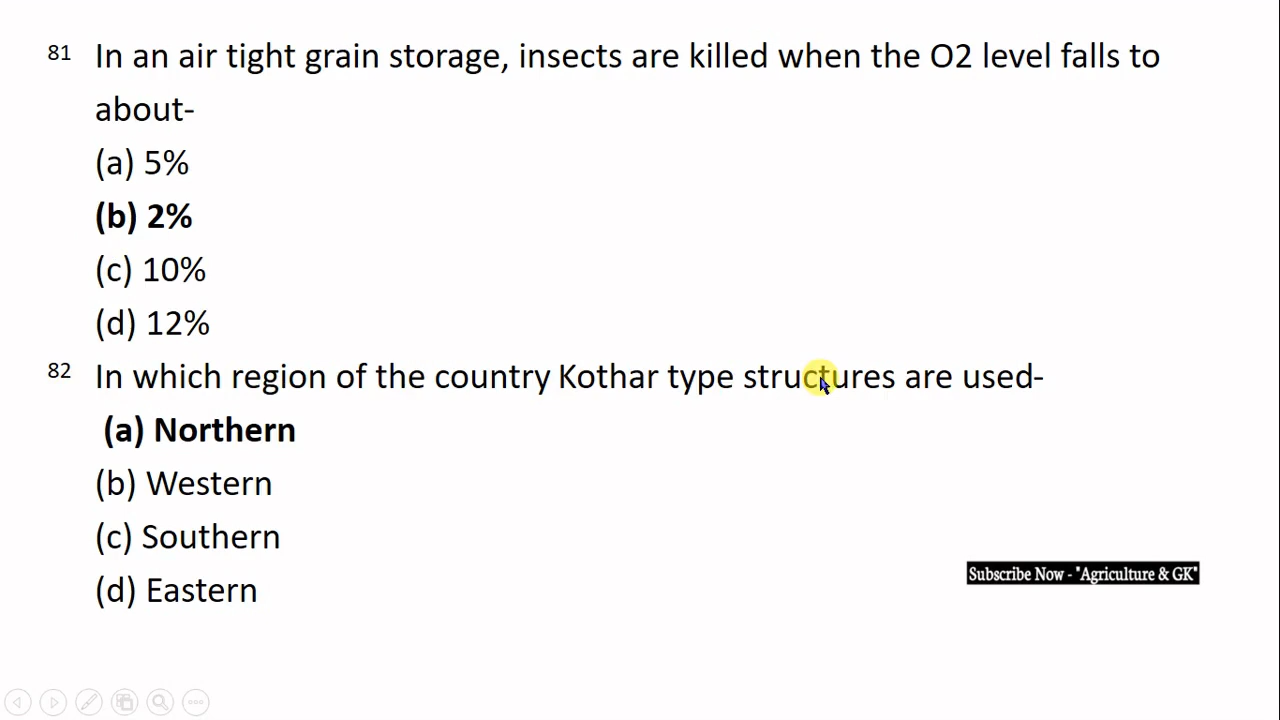 81 In an air tight grain storage, insects are killed when the O2 level falls to
about-
(a) 5%
(b) 2%
(c) 10%
(d) 12%
82 In which region of the country Kothar type structures are used-
(a) Northern
(b) Western
(c) Southern
(d) Eastern
Subscribe Now - "Agriculture & GK"